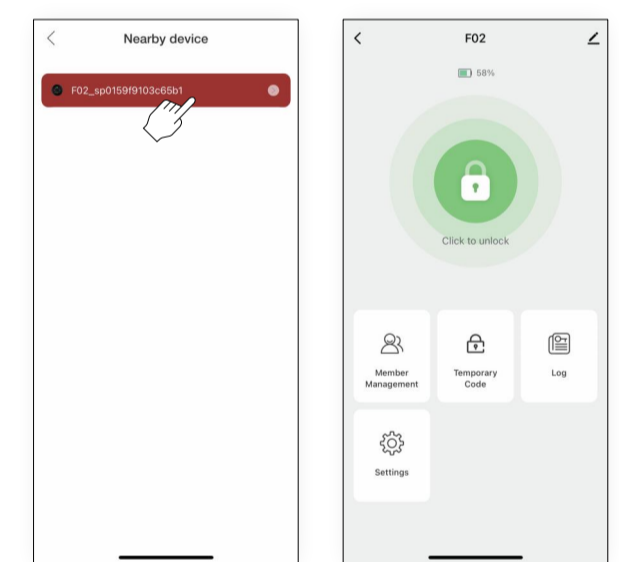 Nearby device
F02_sp0159f9103c65b1
F02
58%
Click to unlock
Member
Management
Temporary
Code
Log
Settings